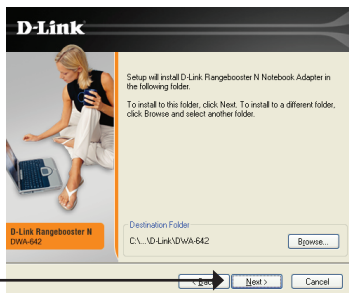 D-Link
Setup will install D-Link Rangebooster N Notebook Adapter in
the following folder.
To install to this folder, click Next. To install to a different folder,
click Browse and select another folder.
D-Link Rangebooster N
DWA-642
Destination Folder
C:\...\D-Link\DWA-642
Browse...
< Back
Next >
Cancel